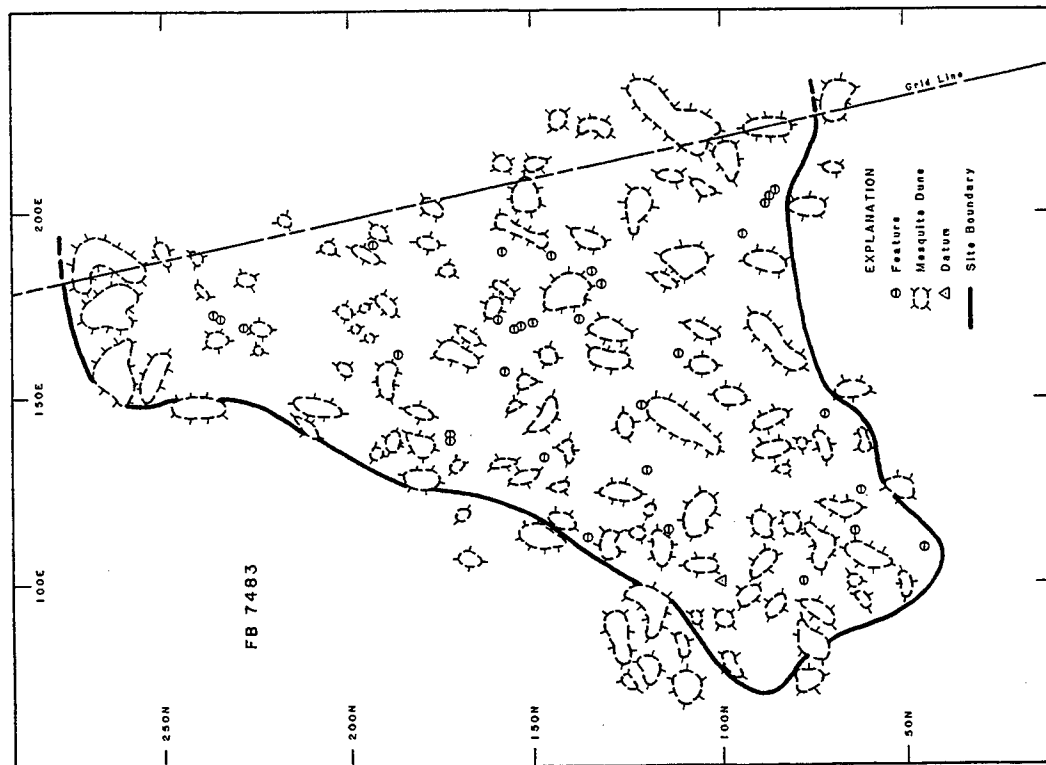 250N
200N
150N
100N
50N
200E
150E
100E
Grid Line
FB 7483
EXPLANATION
Feature
Mesquite Dune
Datum
Site Boundary